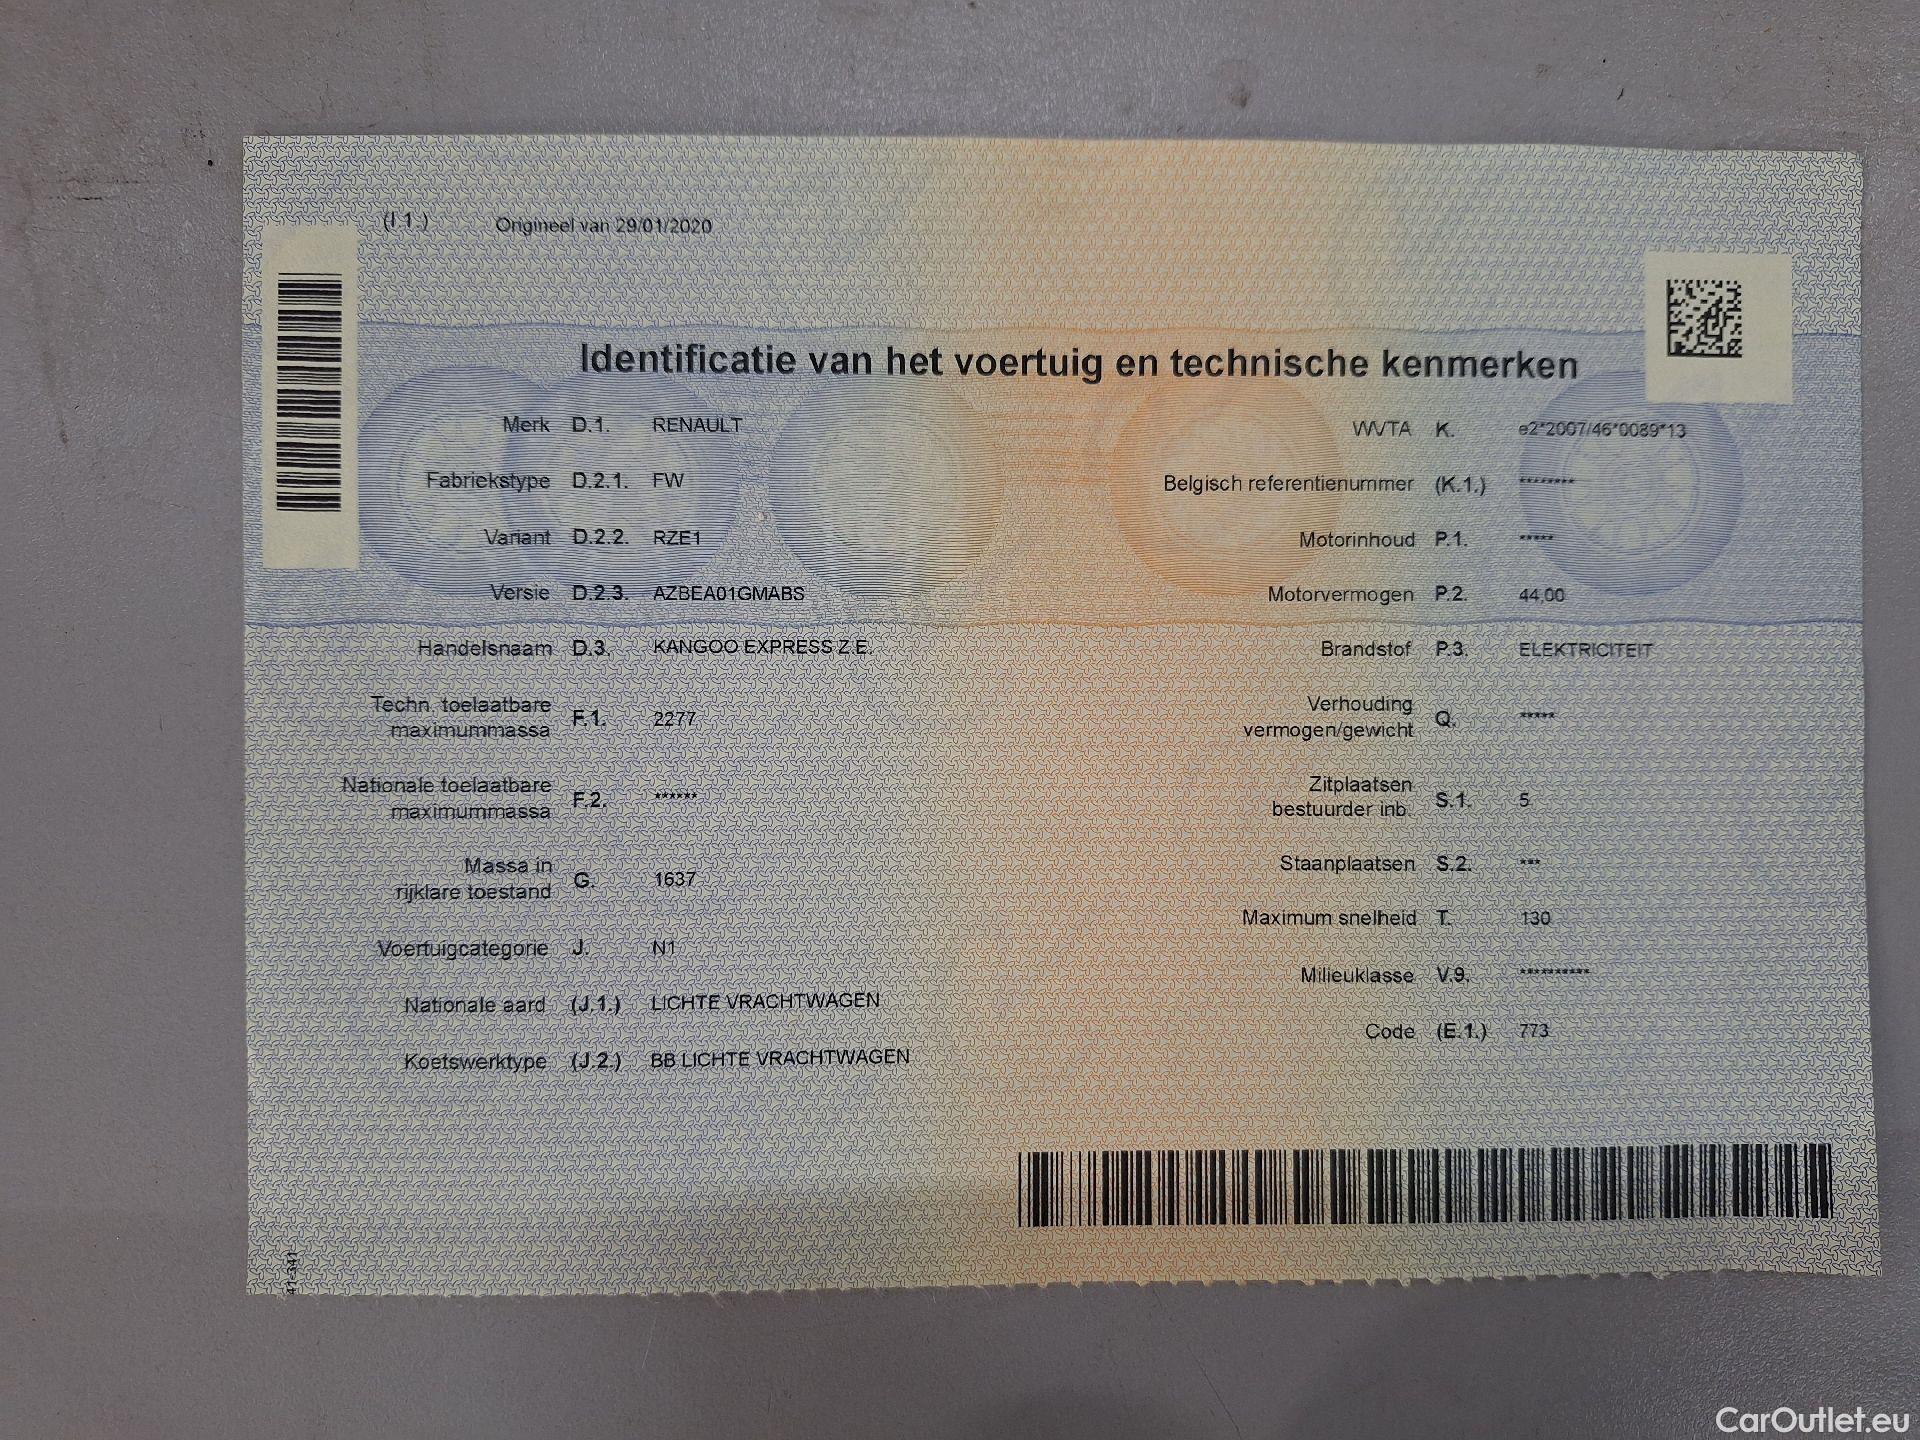 (I.1.) Origineel van 29/01/2020
Identificatie van het voertuig en technische kenmerken
Merk D.1. RENAULT
Fabriekstype D.2.1. FW
Variant D.2.2. RZE1
Versie D.2.3. AZBEA01GMABS
Handelsnaam D.3. KANGOO EXPRESS Z.E.
Techn. toelaatbare
maximummassa F.1. 2277
Nationale toelaatbare
maximummassa F.2. ******
Massa in
rijklare toestand G. 1637
Voertuigcategorie J. N1
Nationale aard (J.1.) LICHTE VRACHTWAGEN
Koetswerktype (J.2.) BB LICHTE VRACHTWAGEN
WVTA K. e2*2007/46*0089*13
Belgisch referentienummer (K.1.) ********
Motorinhoud P.1. *****
Motorvermogen P.2. 44,00
Brandstof P.3. ELEKTRICITEIT
Verhouding
vermogen/gewicht Q. *****
Zitplaatsen
bestuurder inb. S.1. 5
Staanplaatsen S.2. ***
Maximum snelheid T. 130
Milieuklasse V.9. **********
Code (E.1.) 773
41-341
CarOutlet.eu